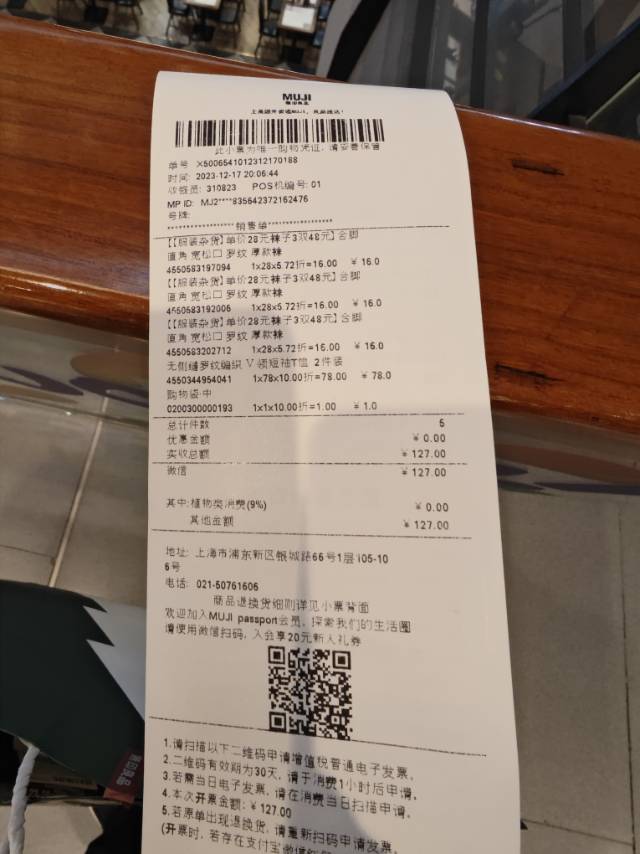 MUJI
無印良品
此小票为唯一购物凭证，请妥善保管
单号 X5006541012312170188
时间: 2023-12-17 20:06:44
收银员: 310823 POS机编号: 01
MP ID: MJ2****835642372162476
号牌:
******************销售单******************
【【服装杂货】单价28元袜子3双48元】合脚
直角 宽松口 罗纹 厚款袜
4550583197094 1x28x5.72折=16.00 ￥16.0
【【服装杂货】单价28元袜子3双48元】合脚
直角 宽松口 罗纹 厚款袜
4550583192006 1x28x5.72折=16.00 ￥16.0
【【服装杂货】单价28元袜子3双48元】合脚
直角 宽松口 罗纹 厚款袜
4550583202712 1x28x5.72折=16.00 ￥16.0
无侧缝罗纹编织 V 领短袖T恤 2件装
4550344954041 1x78x10.00折=78.00 ￥78.0
购物袋·中
0200300000193 1x1x10.00折=1.00 ￥1.0
总计件数 5
优惠金额 ￥0.00
实收总额 ￥127.00
微信 ￥127.00
其中:植物类消费(9%) ￥0.00
其他金额 ￥127.00
地址: 上海市浦东新区银城路66号1层105-10
6号
电话: 021-50761606
商品退换货细则详见小票背面
欢迎加入MUJI passport会员，探索我们的生活圈
请使用微信扫码，入会享20元新人礼券
1.请扫描以下二维码申请增值税普通电子发票。
2.二维码有效期为30天，请于消费1小时后申请。
3.若需当日电子发票，请在消费当日扫描申请。
4.本次开票金额: ￥127.00
5.若原单出现退换货，请重新扫码申请发票。
(开票时，若存在支付宝微信
無印良品